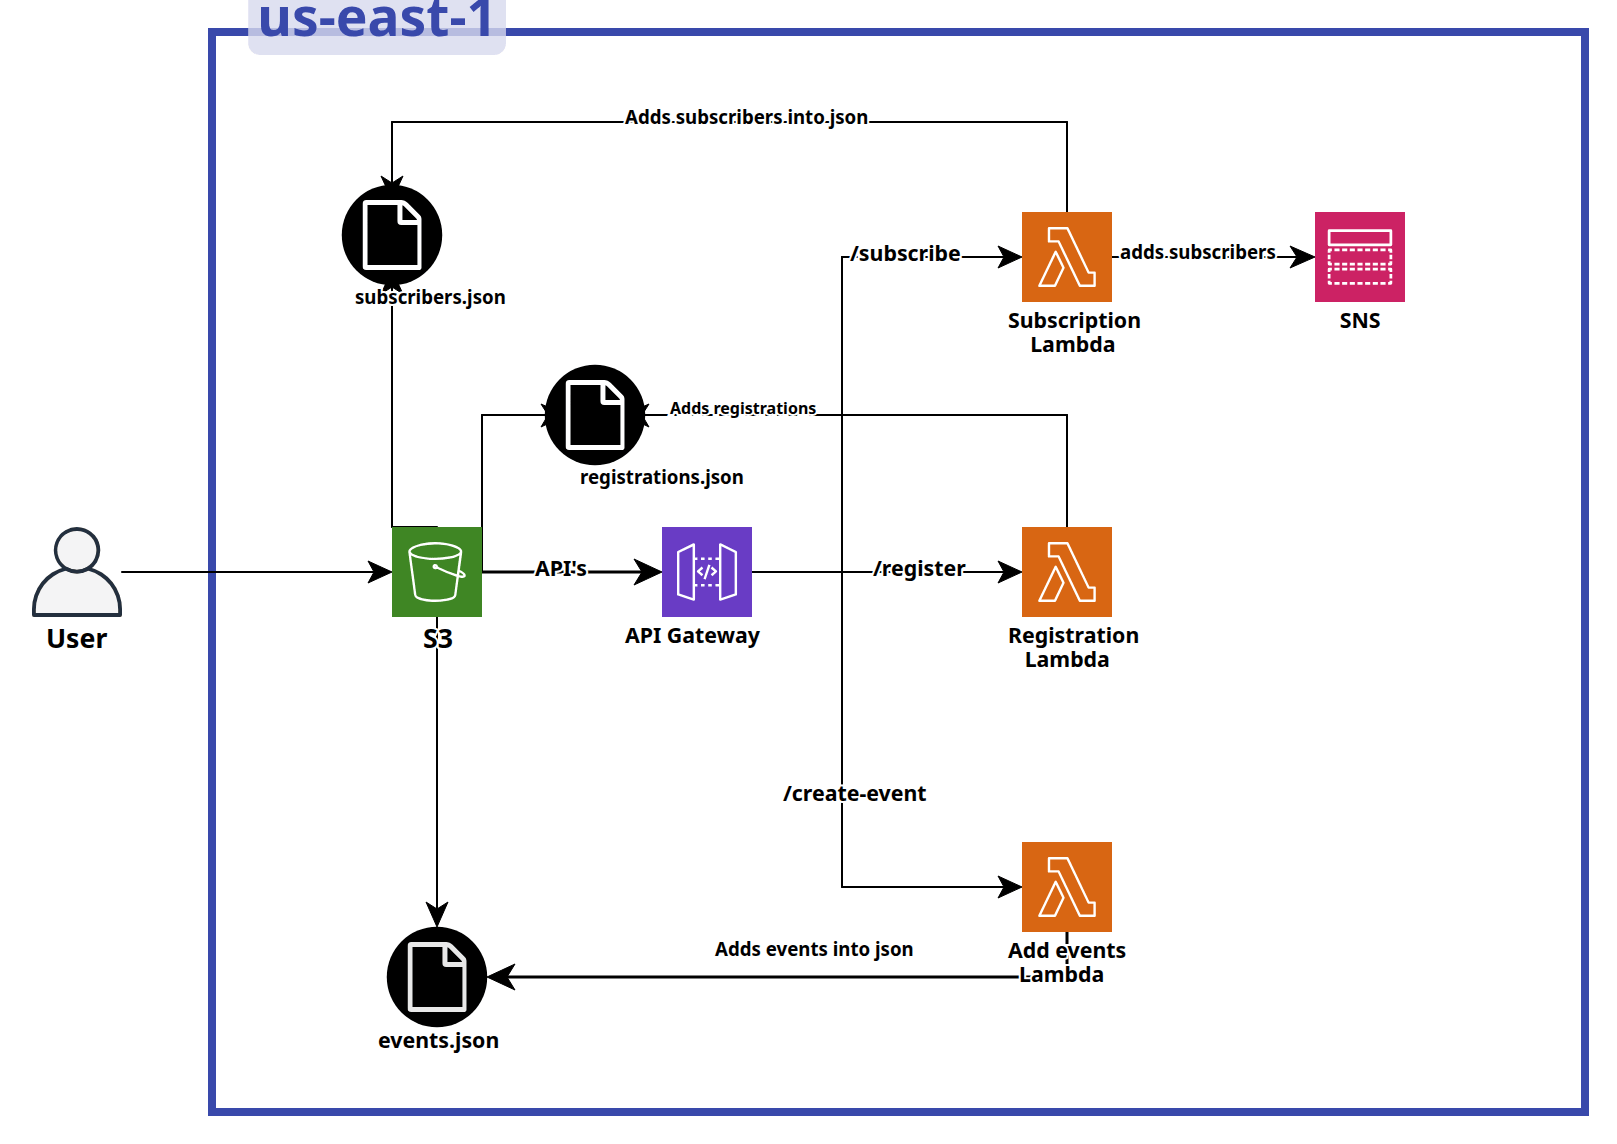 us-east-1
Adds subscribers into json
subscribers.json
/subscribe
adds subscribers
Subscription
Lambda
SNS
Adds registrations
registrations.json
User
S3
API's
API Gateway
/register
Registration
Lambda
/create-event
Adds events into json
Add events
Lambda
events.json